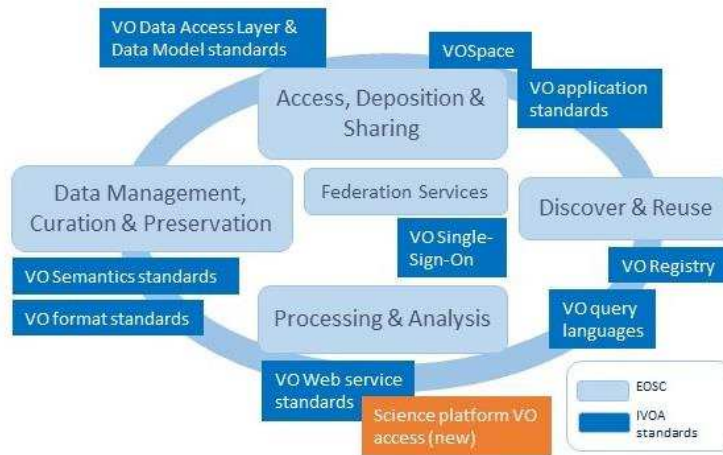 VO Data Access Layer &
Data Model standards
VOSpace
VO application
standards
Access, Deposition &
Sharing
Data Management,
Curation & Preservation
Federation Services
Discover & Reuse
VO Single-
Sign-On
VO Semantics standards
VO Registry
VO format standards
Processing & Analysis
VO query
languages
VO Web service
standards
Science platform VO
access (new)
EOSC
IVOA
standards